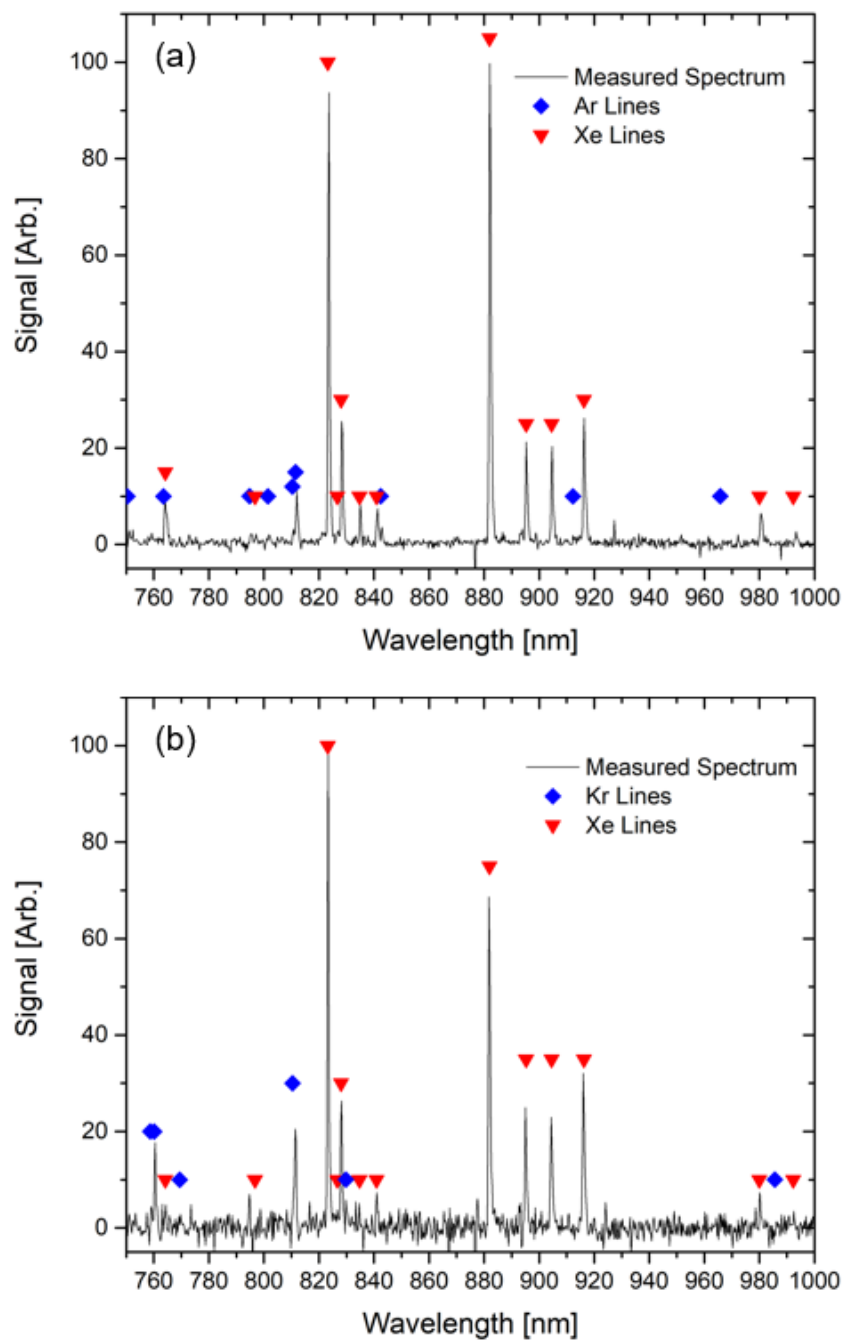 (a)
Measured Spectrum
Ar Lines
Xe Lines
100
80
60
40
20
0
Signal [Arb.]
760 780 800 820 840 860 880 900 920 940 960 980 1000
Wavelength [nm]
(b)
Measured Spectrum
Kr Lines
Xe Lines
100
80
60
40
20
0
Signal [Arb.]
760 780 800 820 840 860 880 900 920 940 960 980 1000
Wavelength [nm]